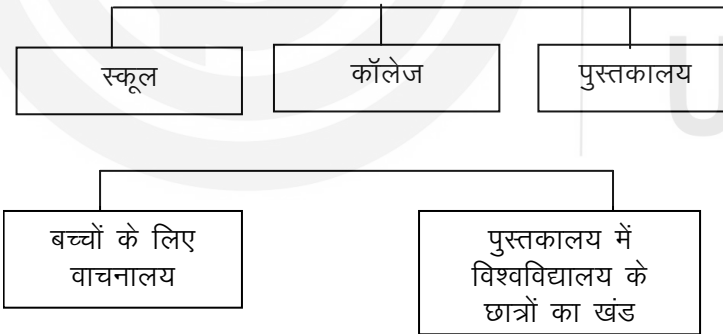 स्कूल
कॉलेज
पुस्तकालय
U
बच्चों के लिए
वाचनालय
पुस्तकालय में
विश्वविद्यालय के
छात्रों का खंड